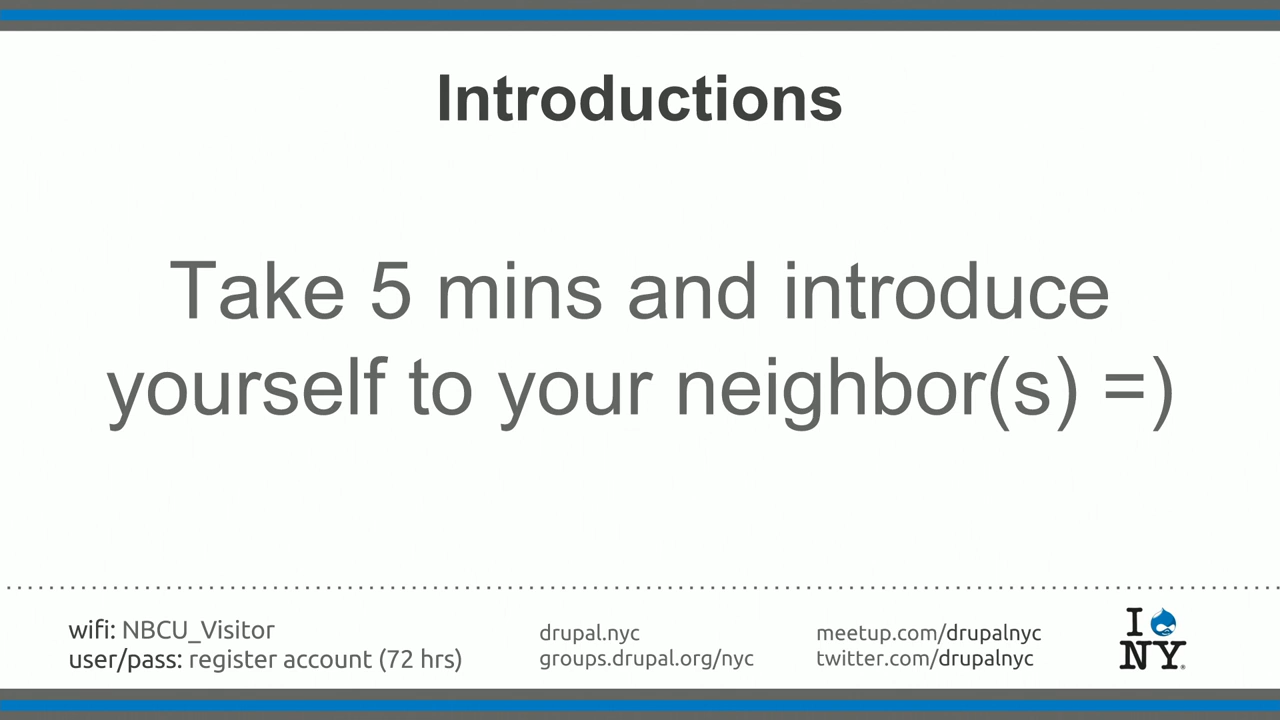 Introductions
Take 5 mins and introduce
yourself to your neighbor(s) =)
wifi: NBCU_Visitor
user/pass: register account (72 hrs)
drupal.nyc
groups.drupal.org/nyc
meetup.com/drupalnyc
twitter.com/drupalnyc
I
NY®